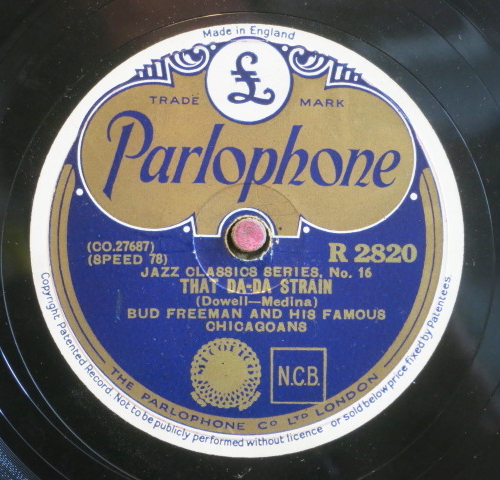 Made in England
£
TRADE MARK
Parlophone
(CO.27687)
(SPEED 78)
R 2820
JAZZ CLASSICS SERIES, No. 16
THAT DA-DA STRAIN
(Dowell—Medina)
BUD FREEMAN AND HIS FAMOUS
CHICAGOANS
N.C.B.
THE PARLOPHONE Co LTD LONDON
Copyright. Patented Record. Not to be publicly performed without licence or sold below price fixed by Patentees.